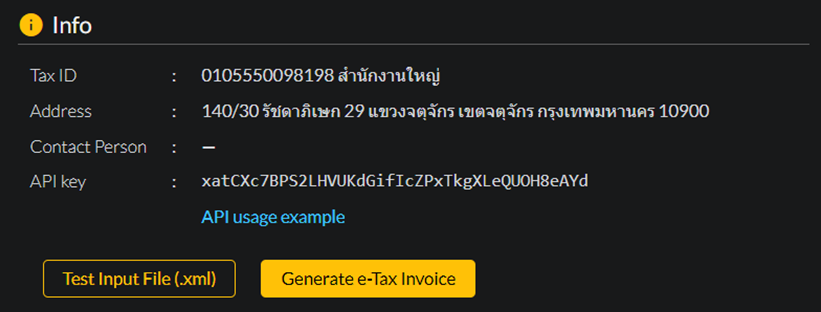 Info
Tax ID : 0105550098198 สำนักงานใหญ่
Address : 140/30 รัชดาภิเษก 29 แขวงจตุจักร เขตจตุจักร กรุงเทพมหานคร 10900
Contact Person : —
API key : xatCXc7BPS2LHVUKdGifIcZPxTkgXLeQUOH8eAYd
API usage example
Test Input File (.xml) Generate e-Tax Invoice